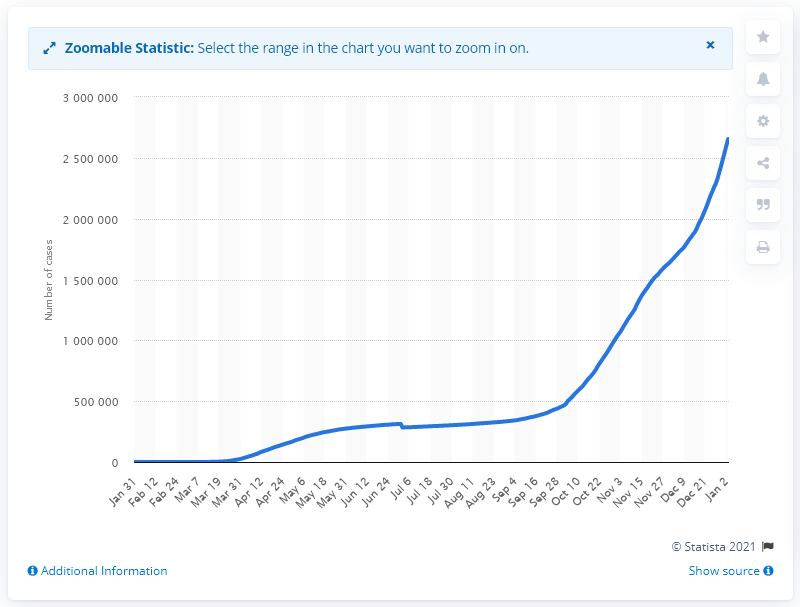 Zoomable Statistic: Select the range in the chart you want to zoom in on.
3 000 000
2 500 000
2 000 000
1 500 000
1 000 000
500 000
0
Number of cases
Jan 31
Feb 12
Feb 24
Mar 7
Mar 19
Mar 31
Apr 12
Apr 24
May 6
May 18
May 31
Jun 12
Jun 24
Jul 6
Jul 18
Jul 30
Aug 11
Aug 23
Sep 4
Sep 16
Sep 28
Oct 10
Oct 22
Nov 3
Nov 15
Nov 27
Dec 9
Dec 21
Jan 2
© Statista 2021
Additional Information
Show source